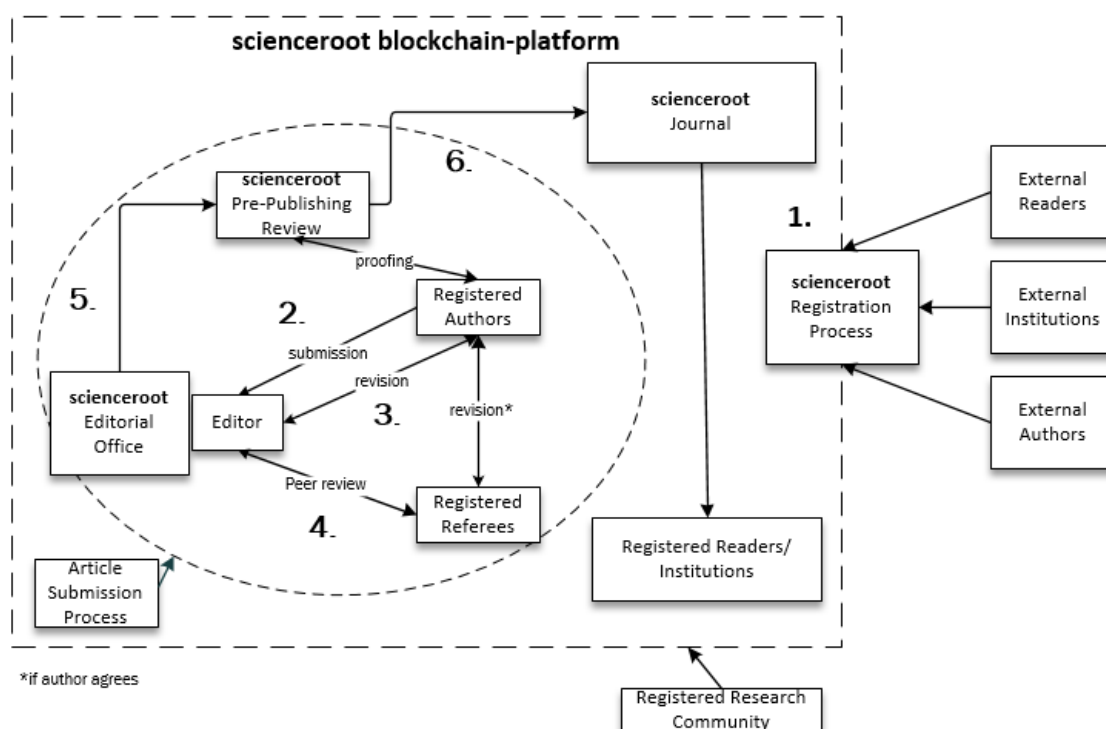 scienceroot blockchain-platform
scienceroot
Journal
6.
scienceroot
Pre-Publishing
Review
External
Readers
1.
proofing
scienceroot
Registration
Process
5.
2.
Registered
Authors
External
Institutions
submission
revision
scienceroot
Editorial
Office
Editor
3.
revision*
External
Authors
Peer review
4.
Registered
Referees
Registered Readers/
Institutions
Article
Submission
Process
*if author agrees
Registered Research
Community